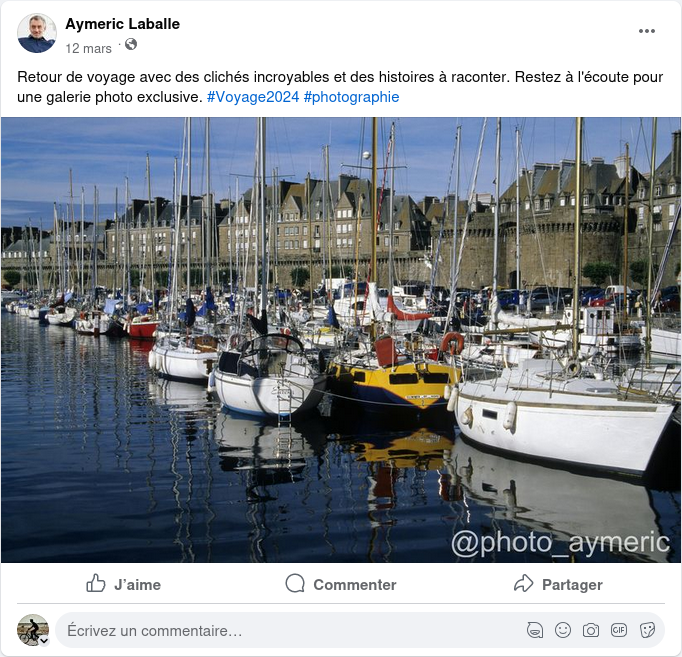 Aymeric Laballe
12 mars ·
Retour de voyage avec des clichés incroyables et des histoires à raconter. Restez à l'écoute pour
une galerie photo exclusive. #Voyage2024 #photographie
@photo_aymeric
J’aime
Commenter
Partager
Écrivez un commentaire…
GIF